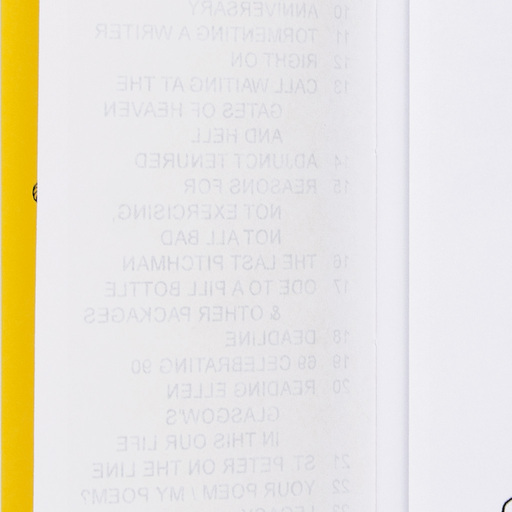 10 ANNIVERSARY
11 TORMENTING A WRITER
12 RIGHT ON
13 CALL WAITING AT THE
GATES OF HEAVEN
AND HELL
14 ADJUNCT TENURED
15 REASONS FOR
NOT EXERCISING,
NOT ALL BAD
16 THE LAST PITCHMAN
17 ODE TO A PILL BOTTLE
& OTHER PACKAGES
18 DEADLINE
19 69 CELEBRATING 90
20 READING ELLEN
GLASGOW'S
IN THIS OUR LIFE
21 ST PETER ON THE LINE
22 YOUR POEM / MY POEM?